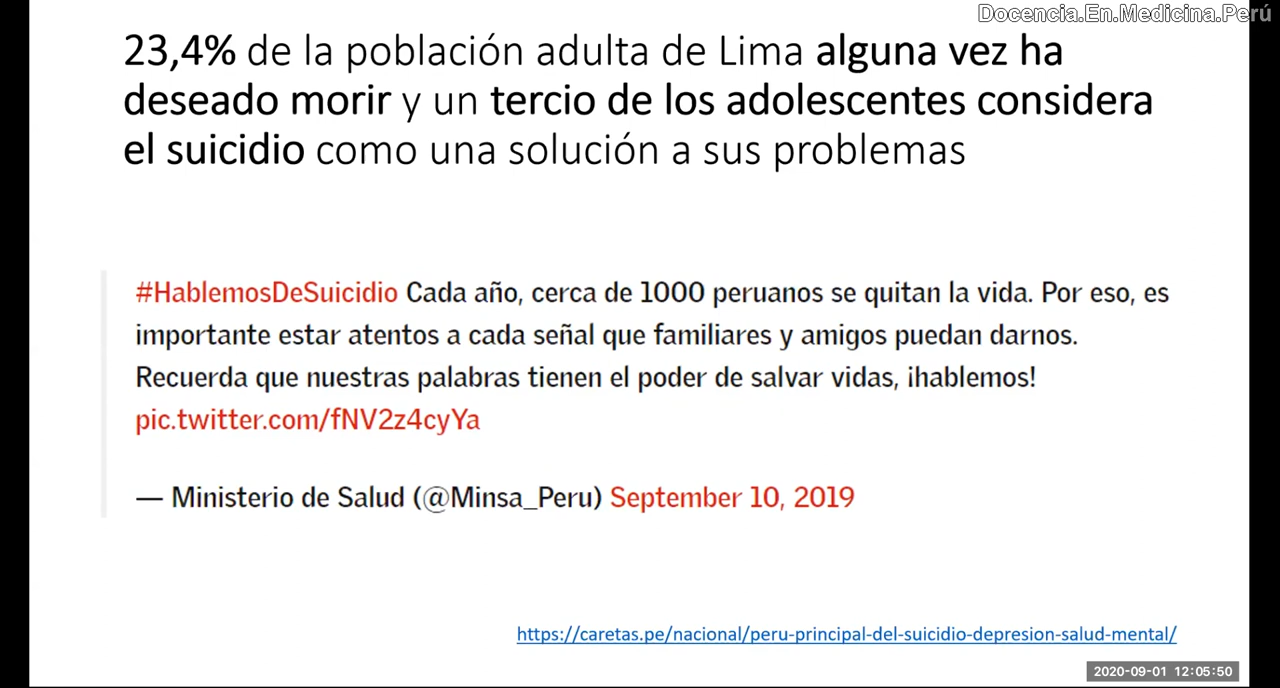 Docencia.En.Medicina.Perú
23,4% de la población adulta de Lima alguna vez ha
deseado morir y un tercio de los adolescentes considera
el suicidio como una solución a sus problemas
#HablemosDeSuicidio Cada año, cerca de 1000 peruanos se quitan la vida. Por eso, es
importante estar atentos a cada señal que familiares y amigos puedan darnos.
Recuerda que nuestras palabras tienen el poder de salvar vidas, ¡hablemos!
pic.twitter.com/fNV2z4cyYa
— Ministerio de Salud (@Minsa_Peru) September 10, 2019
https://caretas.pe/nacional/peru-principal-del-suicidio-depresion-salud-mental/
2020-09-01 12:05:50